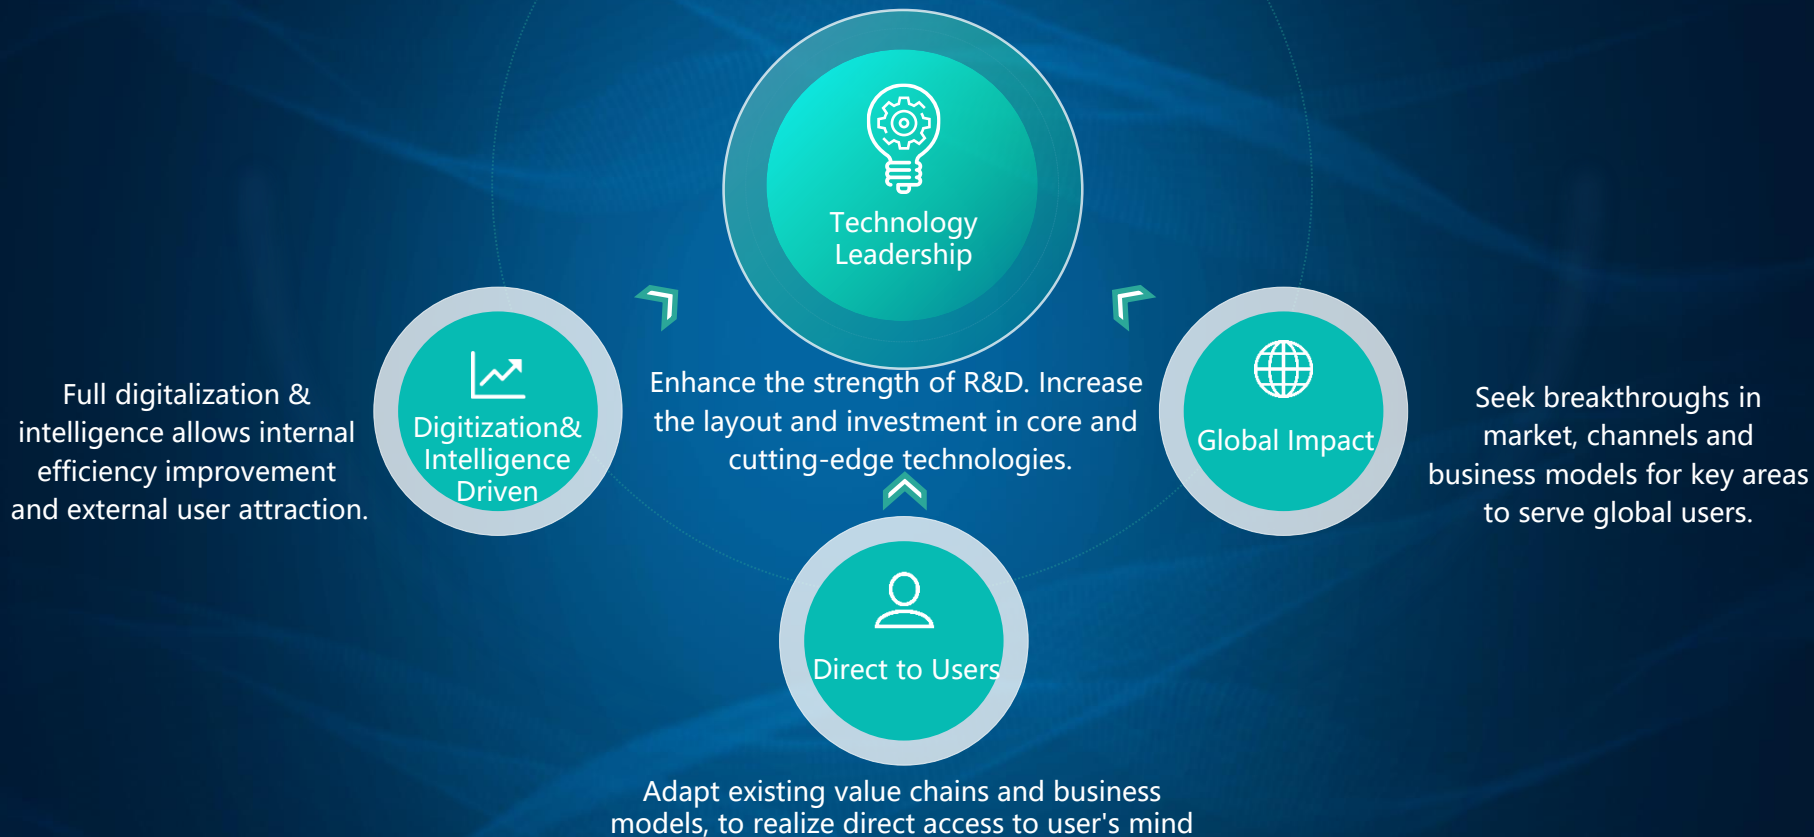 Technology
Leadership
Enhance the strength of R&D. Increase
the layout and investment in core and
cutting-edge technologies.
Full digitalization &
intelligence allows internal
efficiency improvement
and external user attraction.
Digitization&
Intelligence
Driven
Global Impact
Seek breakthroughs in
market, channels and
business models for key areas
to serve global users.
Direct to Users
Adapt existing value chains and business
models, to realize direct access to user's mind